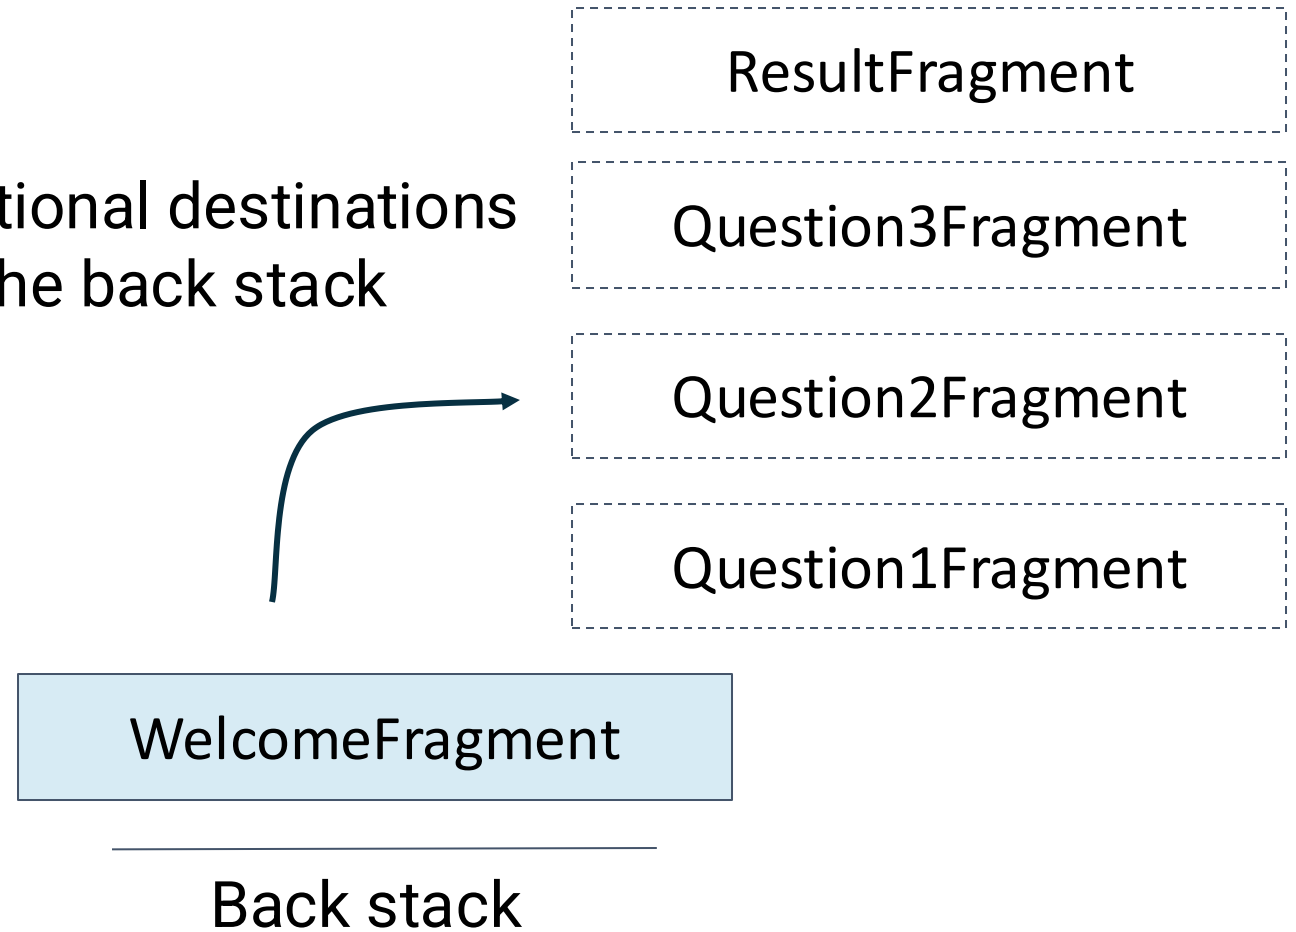 ResultFragment
tional destinations
he back stack
Question3Fragment
Question2Fragment
Question1Fragment
WelcomeFragment
Back stack